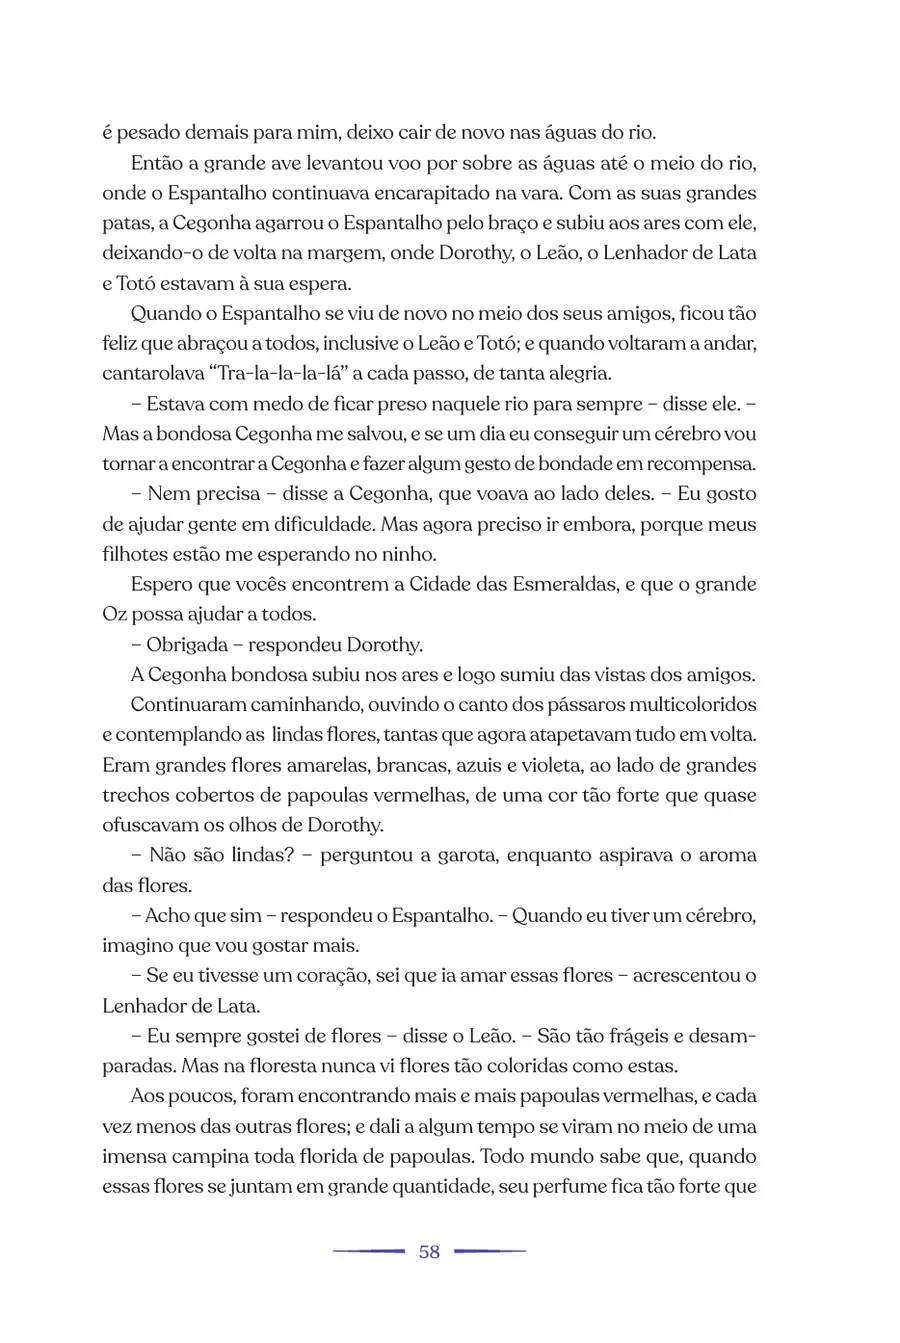 é pesado demais para mim, deixo cair de novo nas águas do rio.
Então a grande ave levantou voo por sobre as águas até o meio do rio,
onde o Espantalho continuava encarapitado na vara. Com as suas grandes
patas, a Cegonha agarrou o Espantalho pelo braço e subiu aos ares com ele,
deixando-o de volta na margem, onde Dorothy, o Leão, o Lenhador de Lata
e Totó estavam à sua espera.
Quando o Espantalho se viu de novo no meio dos seus amigos, ficou tão
feliz que abraçou a todos, inclusive o Leão e Totó; e quando voltaram a andar,
cantarolava “Tra-la-la-la-lá” a cada passo, de tanta alegria.
– Estava com medo de ficar preso naquele rio para sempre – disse ele. –
Mas a bondosa Cegonha me salvou, e se um dia eu conseguir um cérebro vou
tornar a encontrar a Cegonha e fazer algum gesto de bondade em recompensa.
– Nem precisa – disse a Cegonha, que voava ao lado deles. – Eu gosto
de ajudar gente em dificuldade. Mas agora preciso ir embora, porque meus
filhotes estão me esperando no ninho.
Espero que vocês encontrem a Cidade das Esmeraldas, e que o grande
Oz possa ajudar a todos.
– Obrigada – respondeu Dorothy.
A Cegonha bondosa subiu nos ares e logo sumiu das vistas dos amigos.
Continuaram caminhando, ouvindo o canto dos pássaros multicoloridos
e contemplando as lindas flores, tantas que agora atapetavam tudo em volta.
Eram grandes flores amarelas, brancas, azuis e violeta, ao lado de grandes
trechos cobertos de papoulas vermelhas, de uma cor tão forte que quase
ofuscavam os olhos de Dorothy.
– Não são lindas? – perguntou a garota, enquanto aspirava o aroma
das flores.
– Acho que sim – respondeu o Espantalho. – Quando eu tiver um cérebro,
imagino que vou gostar mais.
– Se eu tivesse um coração, sei que ia amar essas flores – acrescentou o
Lenhador de Lata.
– Eu sempre gostei de flores – disse o Leão. – São tão frágeis e desam-
paradas. Mas na floresta nunca vi flores tão coloridas como estas.
Aos poucos, foram encontrando mais e mais papoulas vermelhas, e cada
vez menos das outras flores; e dali a algum tempo se viram no meio de uma
imensa campina toda florida de papoulas. Todo mundo sabe que, quando
essas flores se juntam em grande quantidade, seu perfume fica tão forte que
58